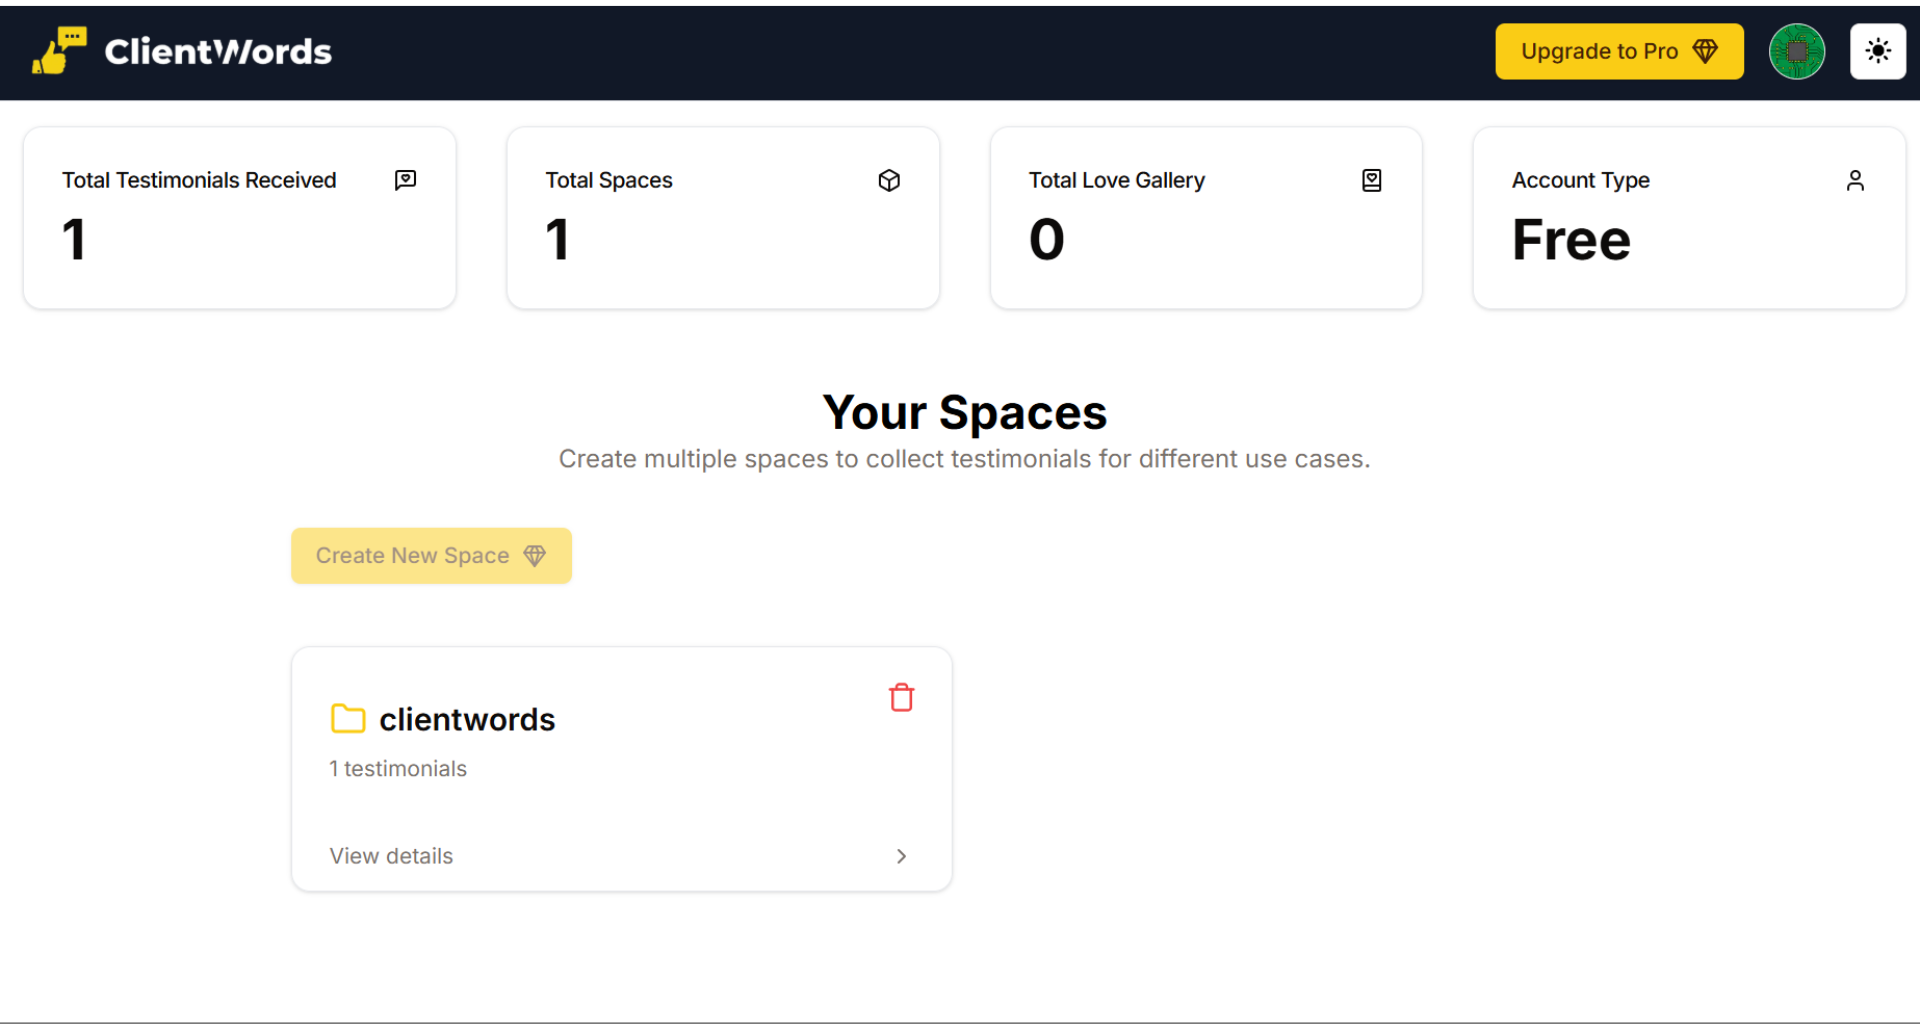 ClientWords
Upgrade to Pro
Total Testimonials Received
1
Total Spaces
1
Total Love Gallery
0
Account Type
Free
Your Spaces
Create multiple spaces to collect testimonials for different use cases.
Create New Space
clientwords
1 testimonials
View details